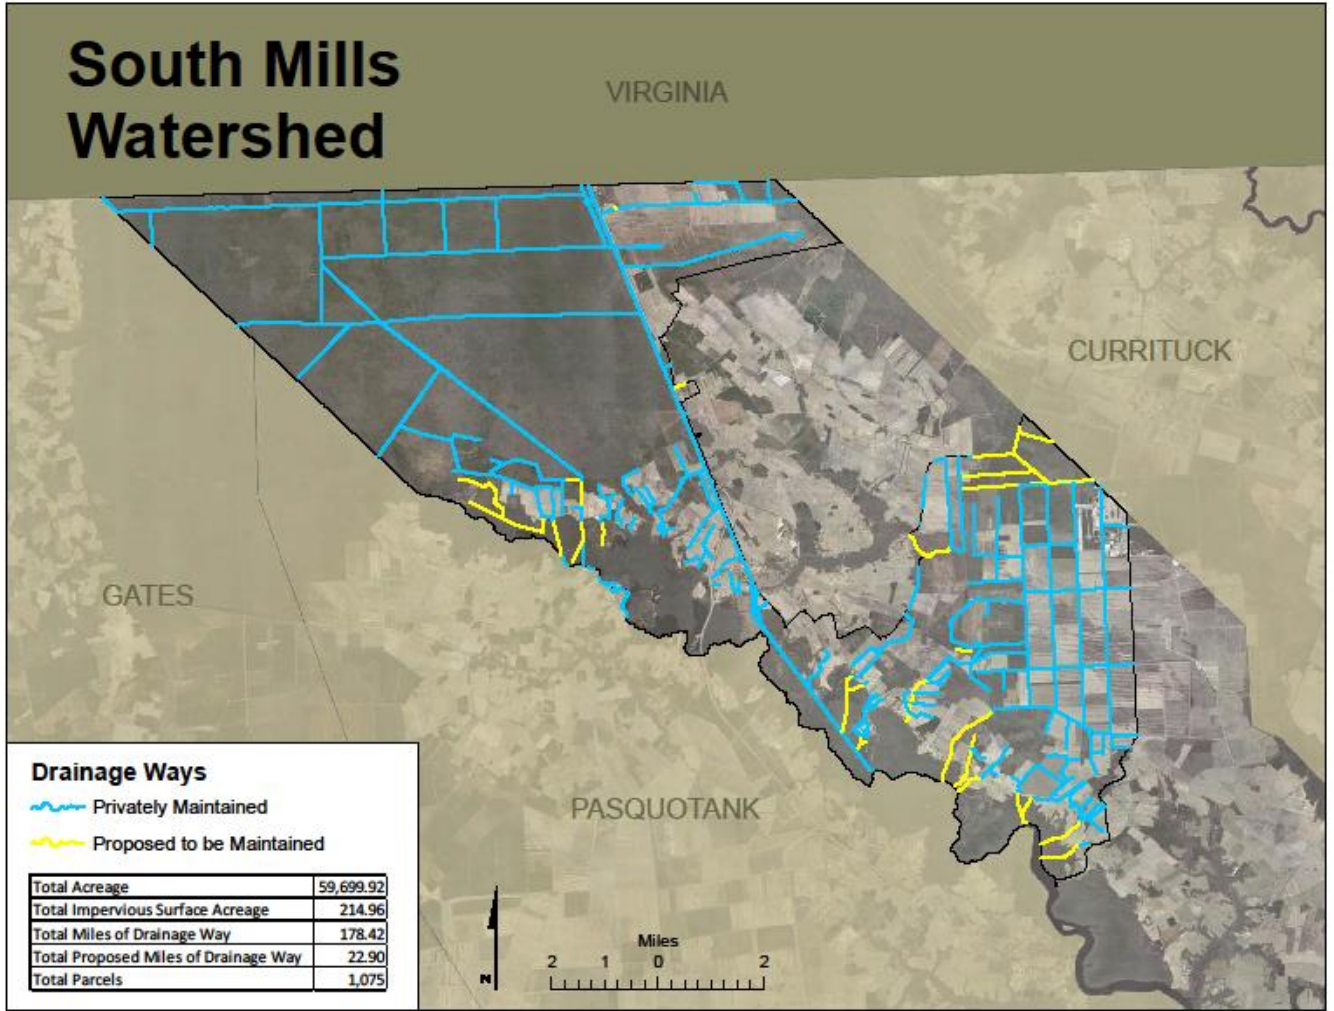 South Mills
Watershed
VIRGINIA
CURRITUCK
GATES
PASQUOTANK
Drainage Ways
Privately Maintained
Proposed to be Maintained
Total Acreage 59,699.92
Total Impervious Surface Acreage 214.96
Total Miles of Drainage Way 178.42
Total Proposed Miles of Drainage Way 22.90
Total Parcels 1,075
N
Miles
2 1 0 2